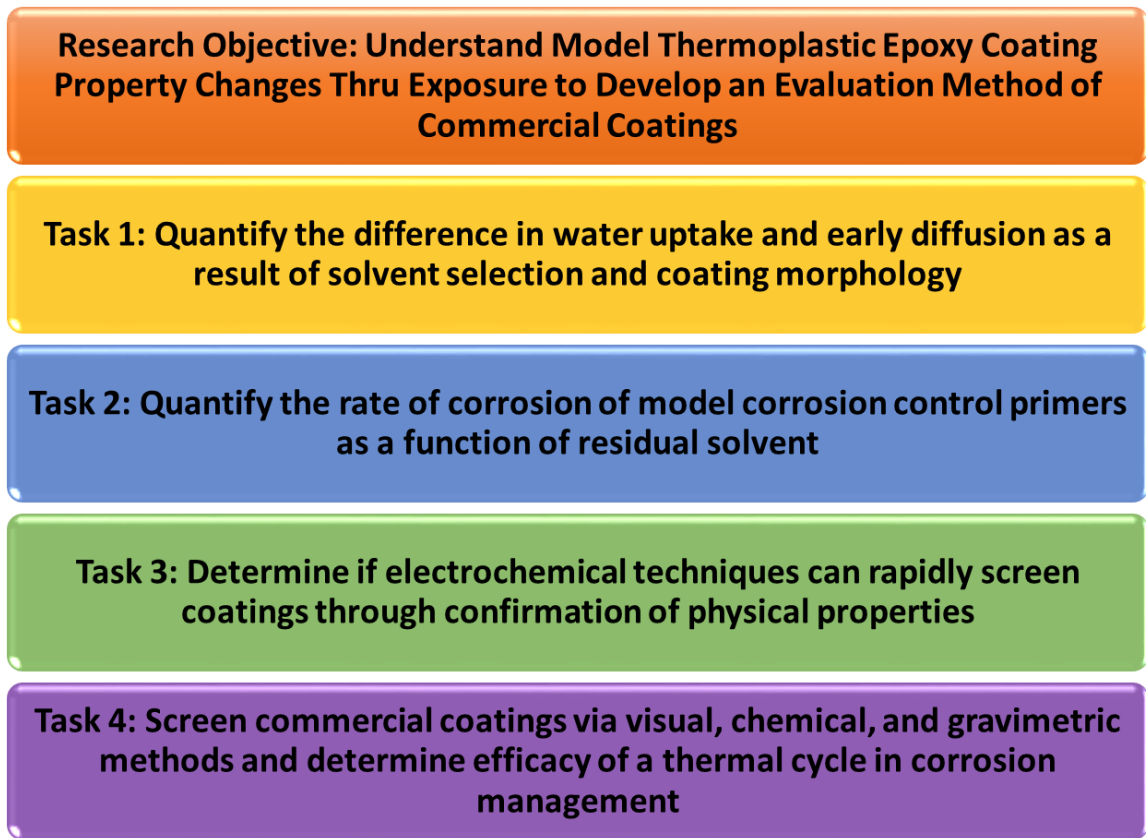 Research Objective: Understand Model Thermoplastic Epoxy Coating
Property Changes Thru Exposure to Develop an Evaluation Method of
Commercial Coatings
Task 1: Quantify the difference in water uptake and early diffusion as a
result of solvent selection and coating morphology
Task 2: Quantify the rate of corrosion of model corrosion control primers
as a function of residual solvent
Task 3: Determine if electrochemical techniques can rapidly screen
coatings through confirmation of physical properties
Task 4: Screen commercial coatings via visual, chemical, and gravimetric
methods and determine efficacy of a thermal cycle in corrosion
management